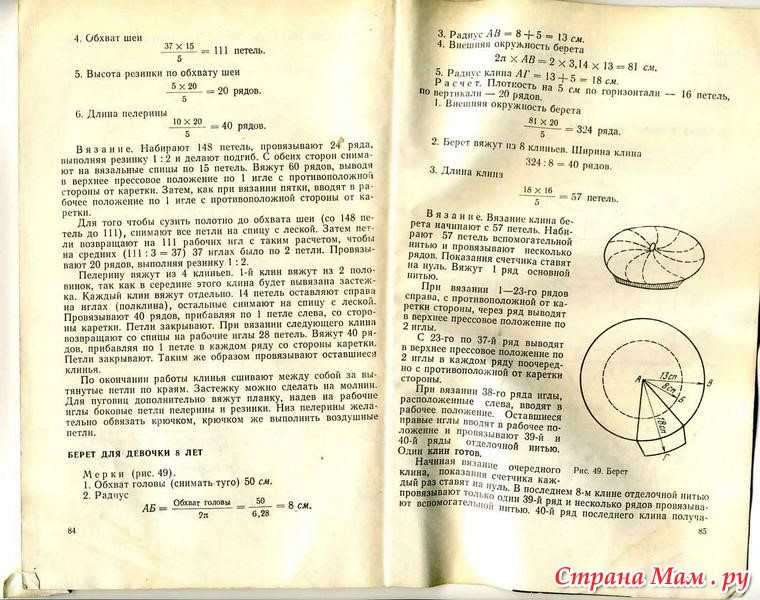 4. Обхват шеи
37 × 15
5
= 111 петель.
5. Высота резинки по обхвату шеи
5 × 20
5
= 20 рядов.
6. Длина пелерины
10 × 20
5
= 40 рядов.
Вязание. Набирают 148 петель, провязывают 24 ряда,
выполняя резинку 1 : 2 и делают подгиб. С обеих сторон снима-
ют на вязальные спицы по 15 петель. Вяжут 60 рядов, выводя
в верхнее прессовое положение по 1 игле с противоположной
стороны от каретки. Затем, как при вязании пятки, вводят в ра-
бочее положение по 1 игле с противоположной стороны от ка-
ретки.
Для того чтобы сузить полотно до обхвата шеи (со 148 пе-
тель до 111), снимают все петли на спицу с леской. Затем пет-
ли возвращают на 111 рабочих игл с таким расчетом, чтобы
на средних (111 : 3 = 37) 37 иглах было по 2 петли. Провязы-
вают 20 рядов, выполняя резинку 1 : 2.
Пелерину вяжут из 4 клиньев. 1-й клин вяжут из 2 поло-
винок, так как в середине этого клина будет вывязана застеж-
ка. Каждый клин вяжут отдельно. 14 петель оставляют справа
на иглах (полклина), остальные снимают на спицу с леской.
Провязывают 40 рядов, прибавляя по 1 петле слева, со сторо-
ны каретки. Петли закрывают. При вязании следующего клина
возвращают со спицы на рабочие иглы 28 петель. Вяжут 40 ря-
дов, прибавляя по 1 петле в каждом ряду со стороны каретки.
Петли закрывают. Таким же образом провязывают оставшиеся
клинья.
По окончании работы клинья сшивают между собой за вы-
тянутые петли по краям. Застежку можно сделать на молнии.
Для пуговиц дополнительно вяжут планку, надев на рабочие
иглы боковые петли пелерины и резинки. Низ пелерины жела-
тельно обвязать крючком, крючком же выполнить воздушные
петли.
БЕРЕТ ДЛЯ ДЕВОЧКИ 8 ЛЕТ
Мерки (рис. 49).
1. Обхват головы (снимать туго) 50 см.
2. Радиус
АБ = Обхват головы
2π
= 50
6,28
= 8 см.
84
3. Радиус АВ = 8 + 5 = 13 см.
4. Внешняя окружность берета
2π × АВ = 2 × 3,14 × 13 = 81 см.
5. Радиус клина АГ = 13 + 5 = 18 см.
Расчет. Плотность на 5 см по горизонтали — 16 петель,
по вертикали — 20 рядов.
1. Внешняя окружность берета
81 × 20
5
= 324 ряда.
2. Берет вяжут из 8 клиньев. Ширина клина
324 : 8 = 40 рядов.
3. Длина клина
18 × 16
5
= 57 петель.
Вязание. Вязание клина бе-
рета начинают с 57 петель. Наби-
рают 57 петель вспомогательной
нитью и провязывают несколько
рядов. Показания счетчика ставят
на нуль. Вяжут 1 ряд основной
нитью.
При вязании 1—23-го рядов
справа, с противоположной от ка-
ретки стороны, через ряд выводят
в верхнее прессовое положение по
2 иглы.
С 23-го по 37-й ряд выводят
в верхнее прессовое положение по
2 иглы в каждом ряду поочеред-
но с противоположной от каретки
стороны.
При вязании 38-го ряда иглы,
расположенные слева, вводят в
рабочее положение. Оставшиеся
правые иглы вводят в рабочее по-
ложение и провязывают 39-й и
40-й ряды отделочной нитью.
Один клин готов.
Начиная вязание очередного
клина, показания счетчика каж-
дый раз ставят на нуль. В последнем 8-м клине отделочной нитью
провязывают только один 39-й ряд и несколько рядов провязыва-
ют вспомогательной нитью. 40-й ряд последнего клина получа-
А
13сп
В
8сп
Б
18сп
Г
Рис. 49. Берет
85
Страна Мам . ру